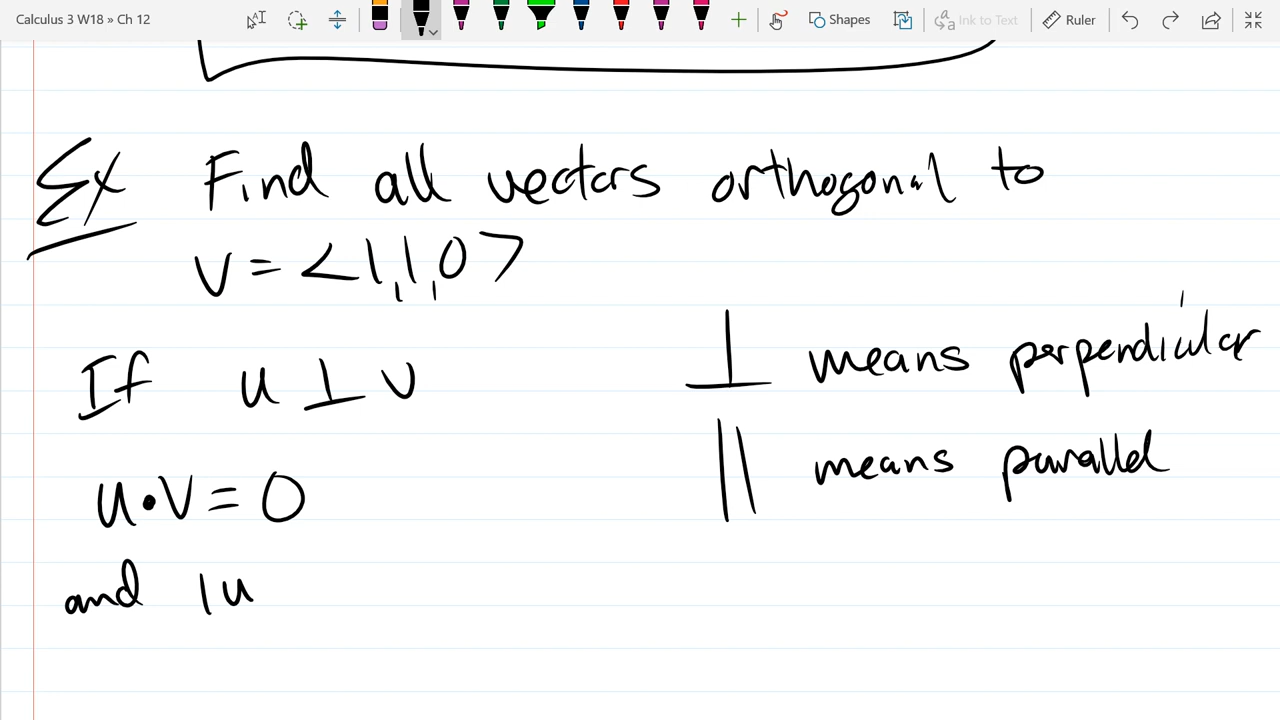 Calculus 3 W18 » Ch 12
Shapes
Ink to Text
Ruler
Ex Find all vectors orthogonal to
v = <1,1,0>
If u ⊥ v
⊥ means perpendicular
|| means parallel
u • v = 0
and |u